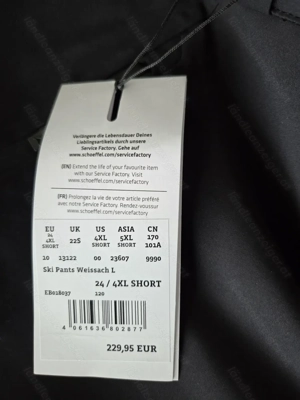 Verlängere die Lebensdauer Deines
Lieblingsartikels durch unsere
Service Factory. Gehe auf
www.schoeffel.com/servicefactory
(EN) Extend the life of your favourite item
with our Service Factory. Visit
www.schoeffel.com/servicefactory
(FR) Prolongez la vie de votre article préféré
avec notre Service Factory. Rendez-vous sur
www.schoeffel.com/servicefactory
EU UK US ASIA CN
24 4XL SHORT 22S 4XL SHORT 5XL SHORT 170 101A
10 13122 00 23607 9990
Ski Pants Weissach L
24 / 4XL SHORT
120
4 061636 802877
229,95 EUR